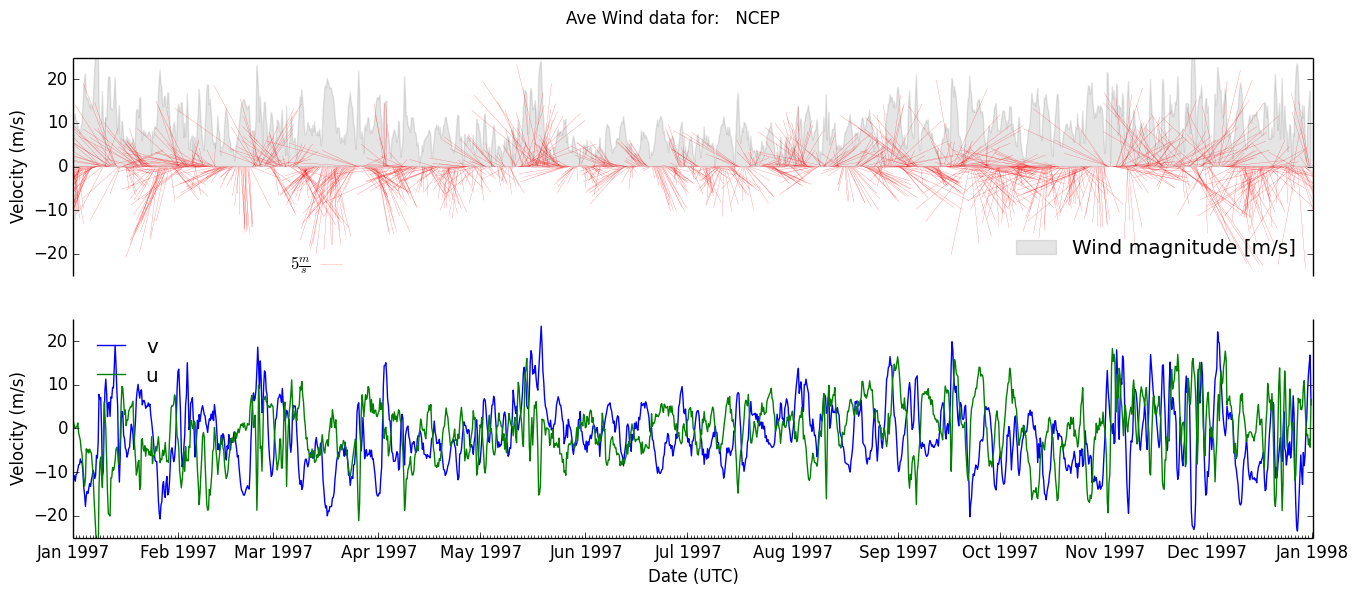 Ave Wind data for:   NCEP
Velocity (m/s)
20
10
0
−10
−20
5 m/s
Wind magnitude [m/s]
Velocity (m/s)
20
10
0
−10
−20
v
u
Jan 1997 Feb 1997 Mar 1997 Apr 1997 May 1997 Jun 1997 Jul 1997 Aug 1997 Sep 1997 Oct 1997 Nov 1997 Dec 1997 Jan 1998
Date (UTC)